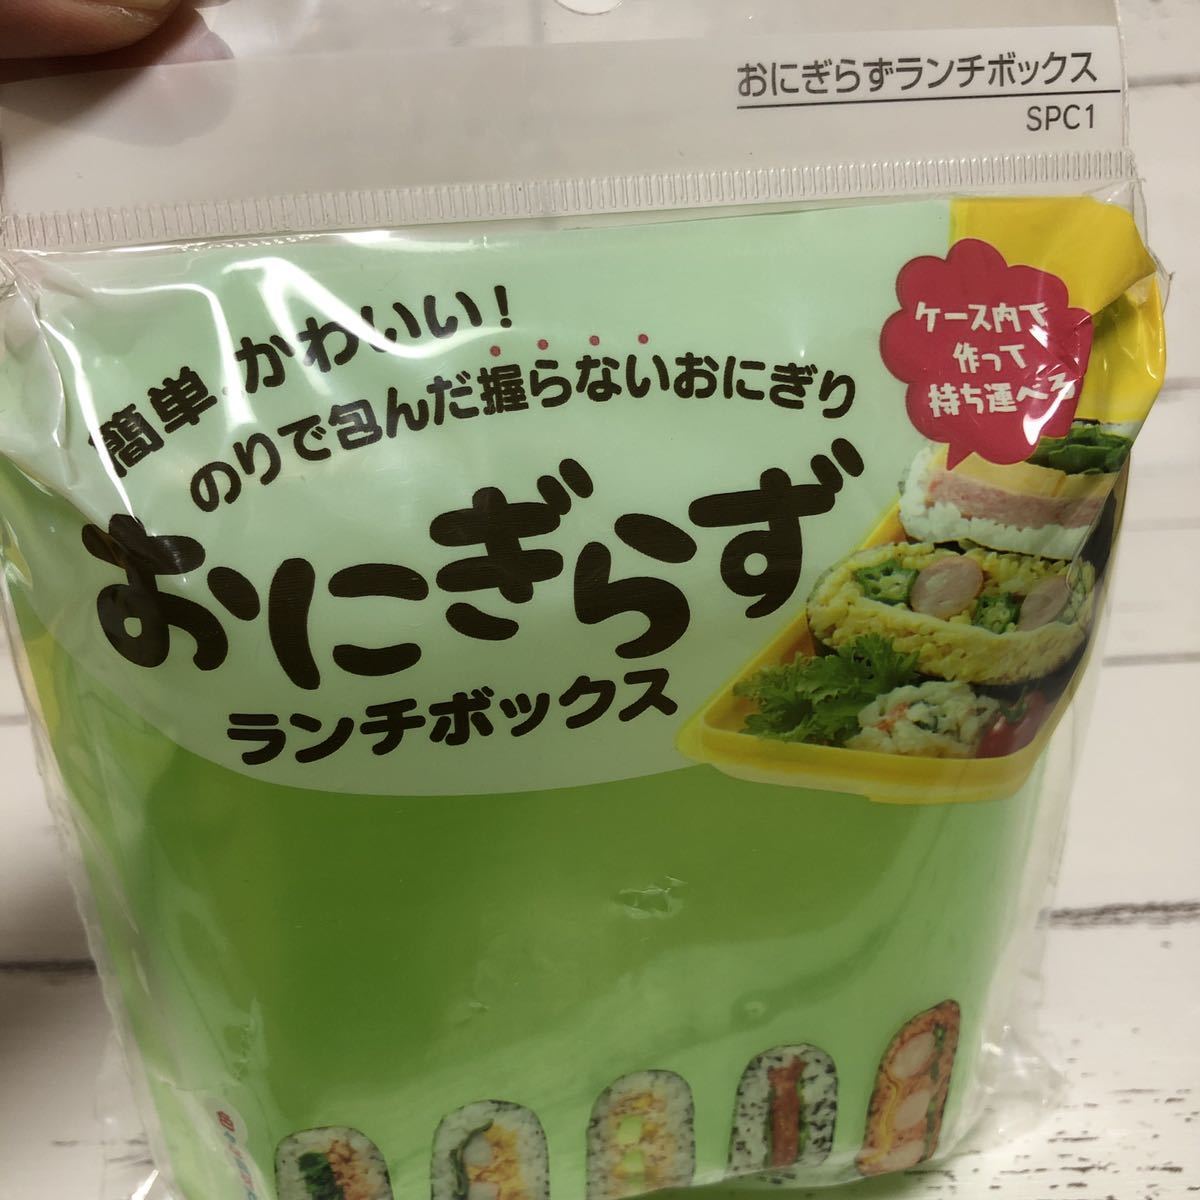 おにぎらずランチボックス
SPC1
簡単、かわいい!
のりで包んだ握らないおにぎり
おにぎらず
ランチボックス
ケース内で
作って
持ち運べる